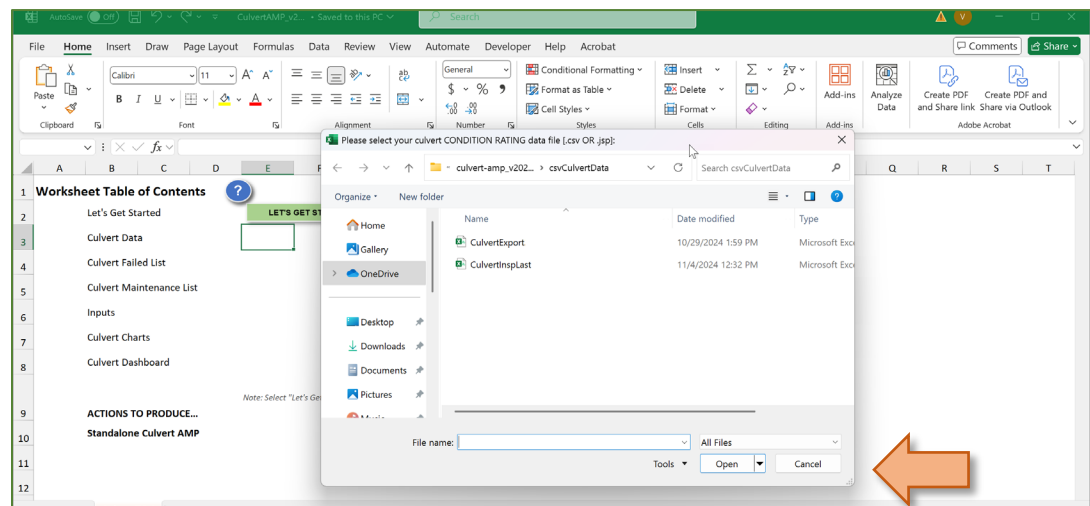 AutoSave Off CulvertAMP_v2... • Saved to this PC Search V
File Home Insert Draw Page Layout Formulas Data Review View Automate Developer Help Acrobat Comments Share
Paste Calibri 11 A^ A˅ General Conditional Formatting Insert Add-ins Analyze Data Create PDF and Share link Create PDF and Share via Outlook
B I U A $ % Format as Table Delete
Cell Styles Format
Clipboard Font Alignment Number Styles Cells Editing Add-ins Adobe Acrobat
fx
Please select your culvert CONDITION RATING data file [.csv OR .jsp]:
culvert-amp_v202... > csvCulvertData Search csvCulvertData
A B C D E F Q R S T
Organize New folder
1 Worksheet Table of Contents ?
2 Let's Get Started LET'S GET ST
3 Culvert Data
4 Culvert Failed List
5 Culvert Maintenance List
6 Inputs
7 Culvert Charts
8 Culvert Dashboard
Note: Select "Let's Ge
9 ACTIONS TO PRODUCE...
10 Standalone Culvert AMP
11
12
Home
Gallery
OneDrive
Desktop
Downloads
Documents
Pictures
Name Date modified Type
CulvertExport 10/29/2024 1:59 PM Microsoft Exce
CulvertInspLast 11/4/2024 12:32 PM Microsoft Exce
File name: All Files
Tools Open Cancel